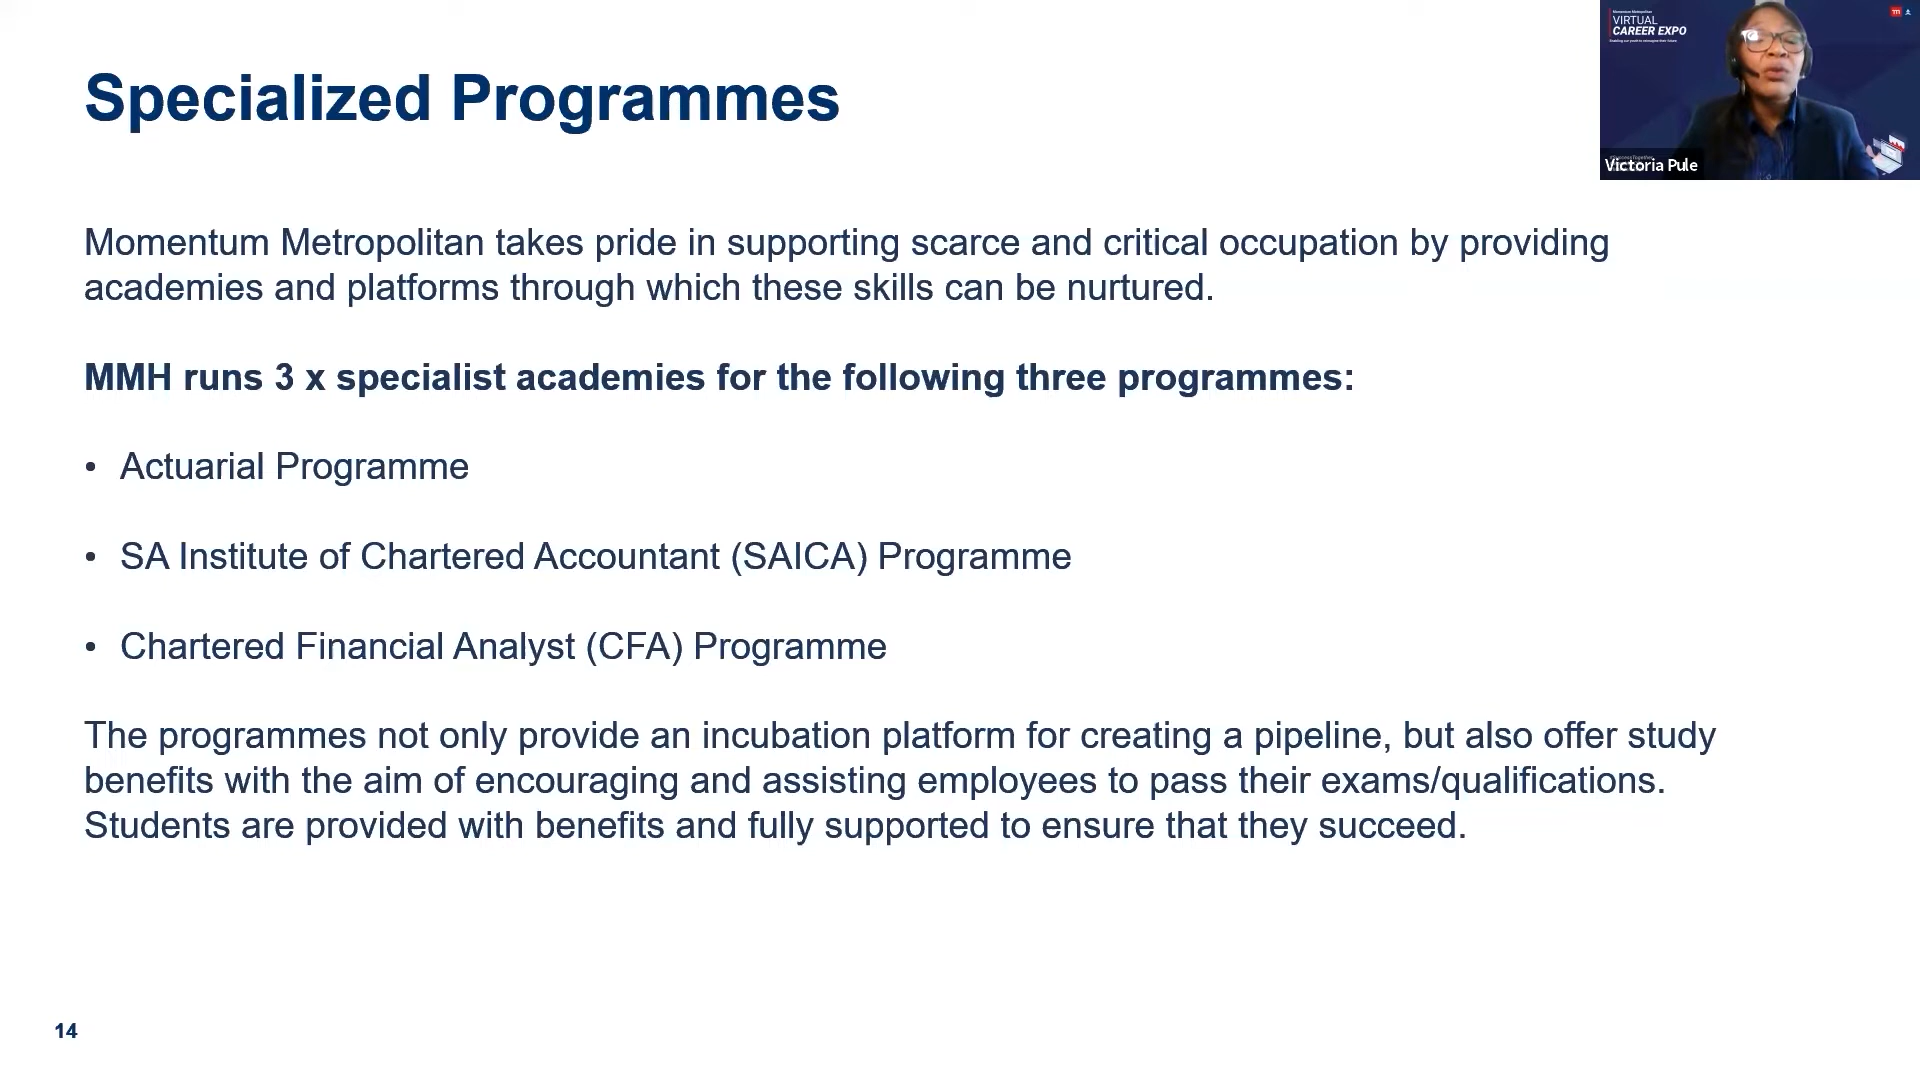 Specialized Programmes
Momentum Metropolitan
VIRTUAL
CAREER EXPO
Victoria Pule
Momentum Metropolitan takes pride in supporting scarce and critical occupation by providing
academies and platforms through which these skills can be nurtured.
MMH runs 3 x specialist academies for the following three programmes:
• Actuarial Programme
• SA Institute of Chartered Accountant (SAICA) Programme
• Chartered Financial Analyst (CFA) Programme
The programmes not only provide an incubation platform for creating a pipeline, but also offer study
benefits with the aim of encouraging and assisting employees to pass their exams/qualifications.
Students are provided with benefits and fully supported to ensure that they succeed.
14